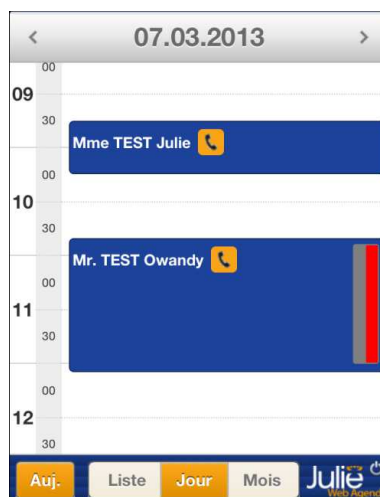 07.03.2013
00
09
30
Mme TEST Julie
00
10
30
Mr. TEST Owandy
00
11
30
00
12
30
Auj.
Liste
Jour
Mois
Julie
Web Agenda